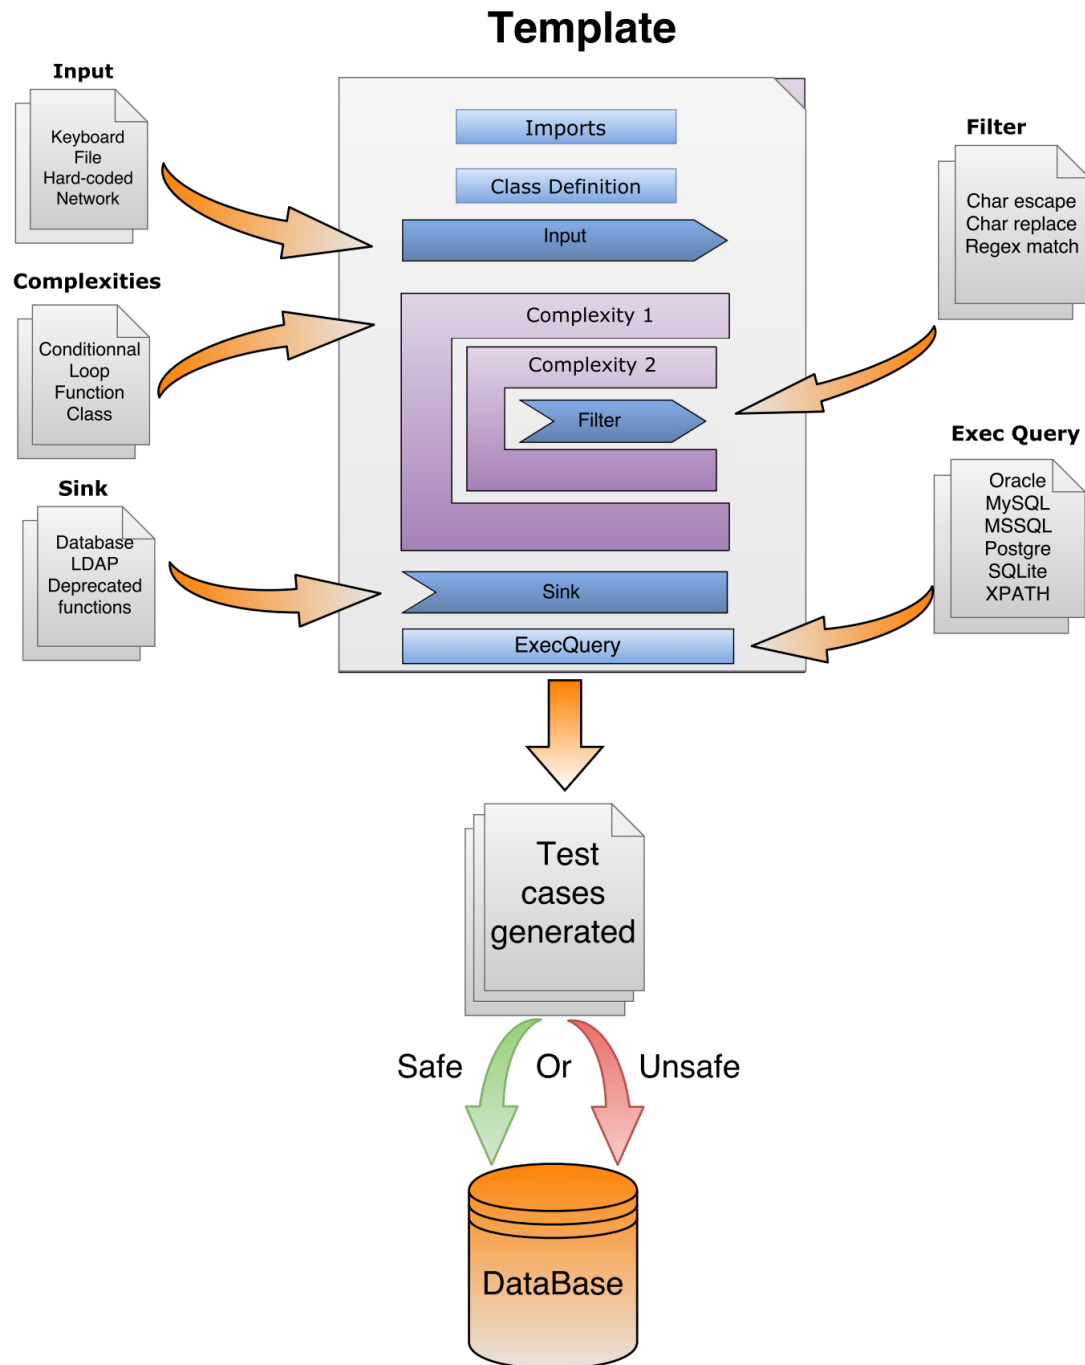 Template
Input
Keyboard
File
Hard-coded
Network
Complexities
Conditionnal
Loop
Function
Class
Sink
Database
LDAP
Deprecated
functions
Imports
Class Definition
Input
Complexity 1
Complexity 2
Filter
Sink
ExecQuery
Filter
Char escape
Char replace
Regex match
Exec Query
Oracle
MySQL
MSSQL
Postgre
SQLite
XPATH
Test
cases
generated
Safe Or Unsafe
DataBase